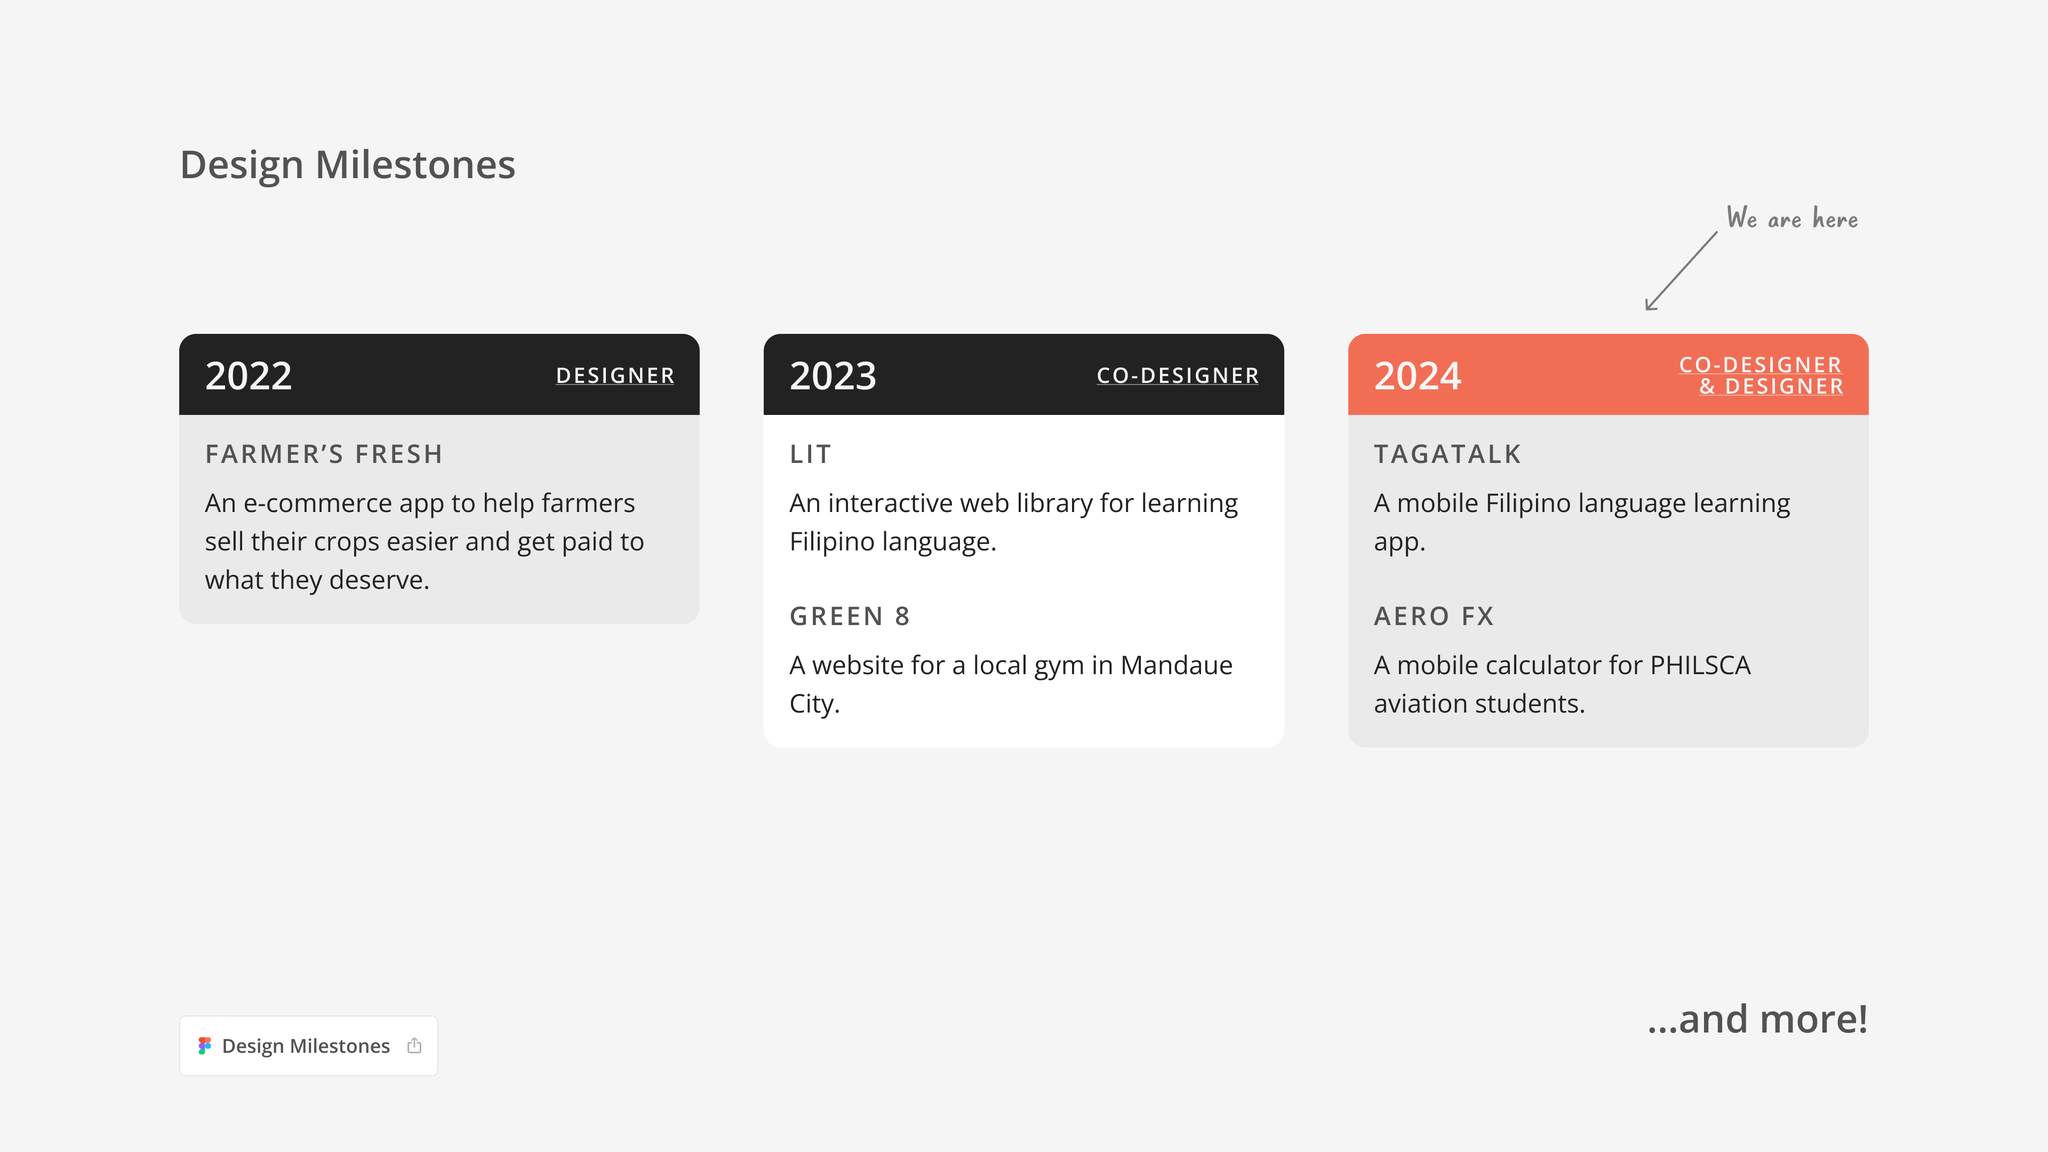 Design Milestones
We are here
2022
DESIGNER
FARMER’S FRESH
An e-commerce app to help farmers
sell their crops easier and get paid to
what they deserve.
2023
CO-DESIGNER
LIT
An interactive web library for learning
Filipino language.
GREEN 8
A website for a local gym in Mandaue
City.
2024
CO-DESIGNER
& DESIGNER
TAGATALK
A mobile Filipino language learning
app.
AERO FX
A mobile calculator for PHILSCA
aviation students.
Design Milestones
...and more!